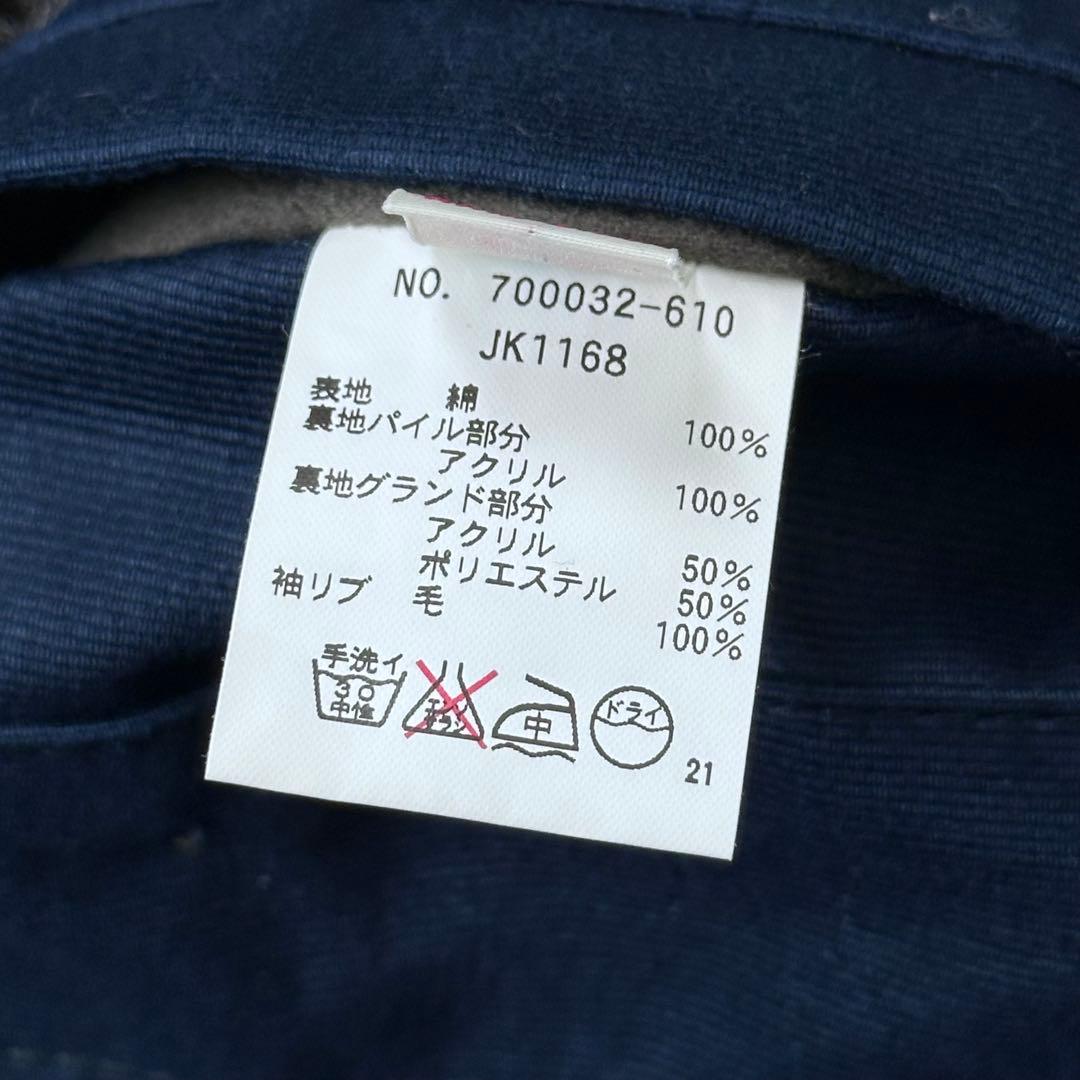 NO. 700032-610
JK1168
表地 綿 100%
裏地パイル部分
アクリル 100%
裏地グランド部分
アクリル 50%
ポリエステル 50%
袖リブ 毛 100%
手洗イ
30
中性
エンソ
サラシ
中
ドライ
21